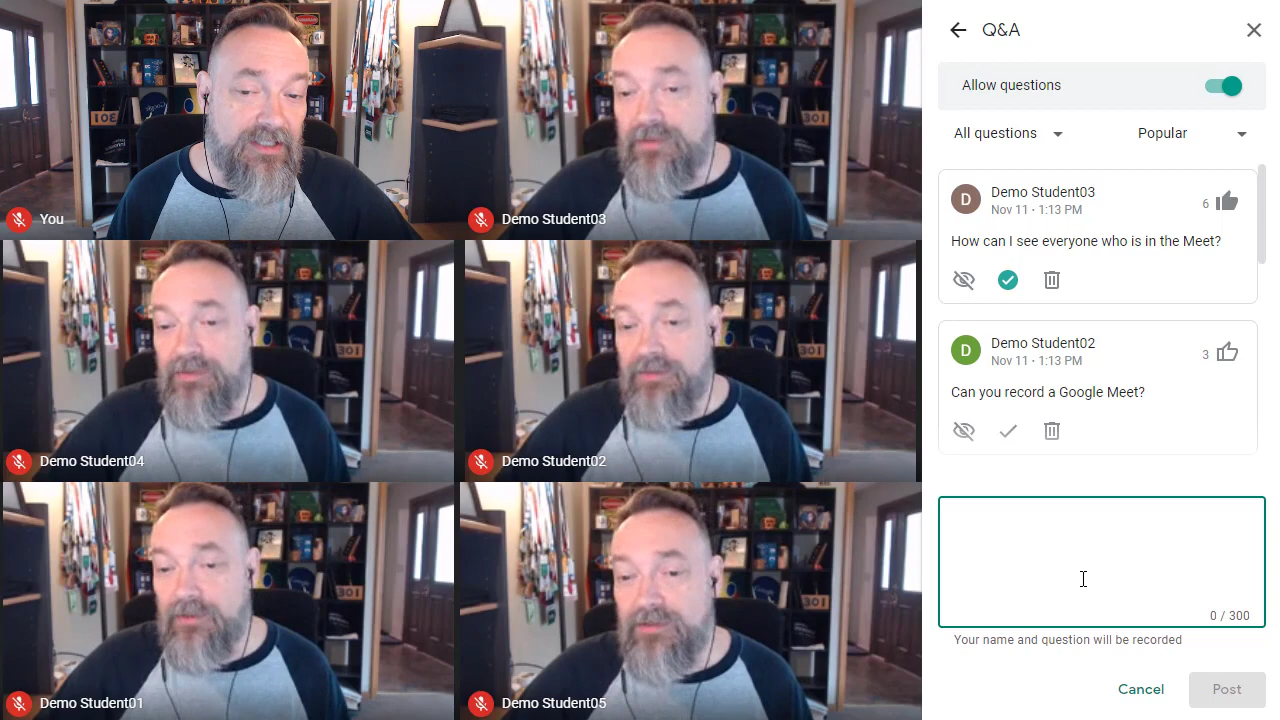 You
Demo Student03
Demo Student04
Demo Student02
Demo Student01
Demo Student05
Q&A
Allow questions
All questions
Popular
D
Demo Student03
Nov 11 · 1:13 PM
6
How can I see everyone who is in the Meet?
D
Demo Student02
Nov 11 · 1:13 PM
3
Can you record a Google Meet?
0 / 300
Your name and question will be recorded
Cancel
Post